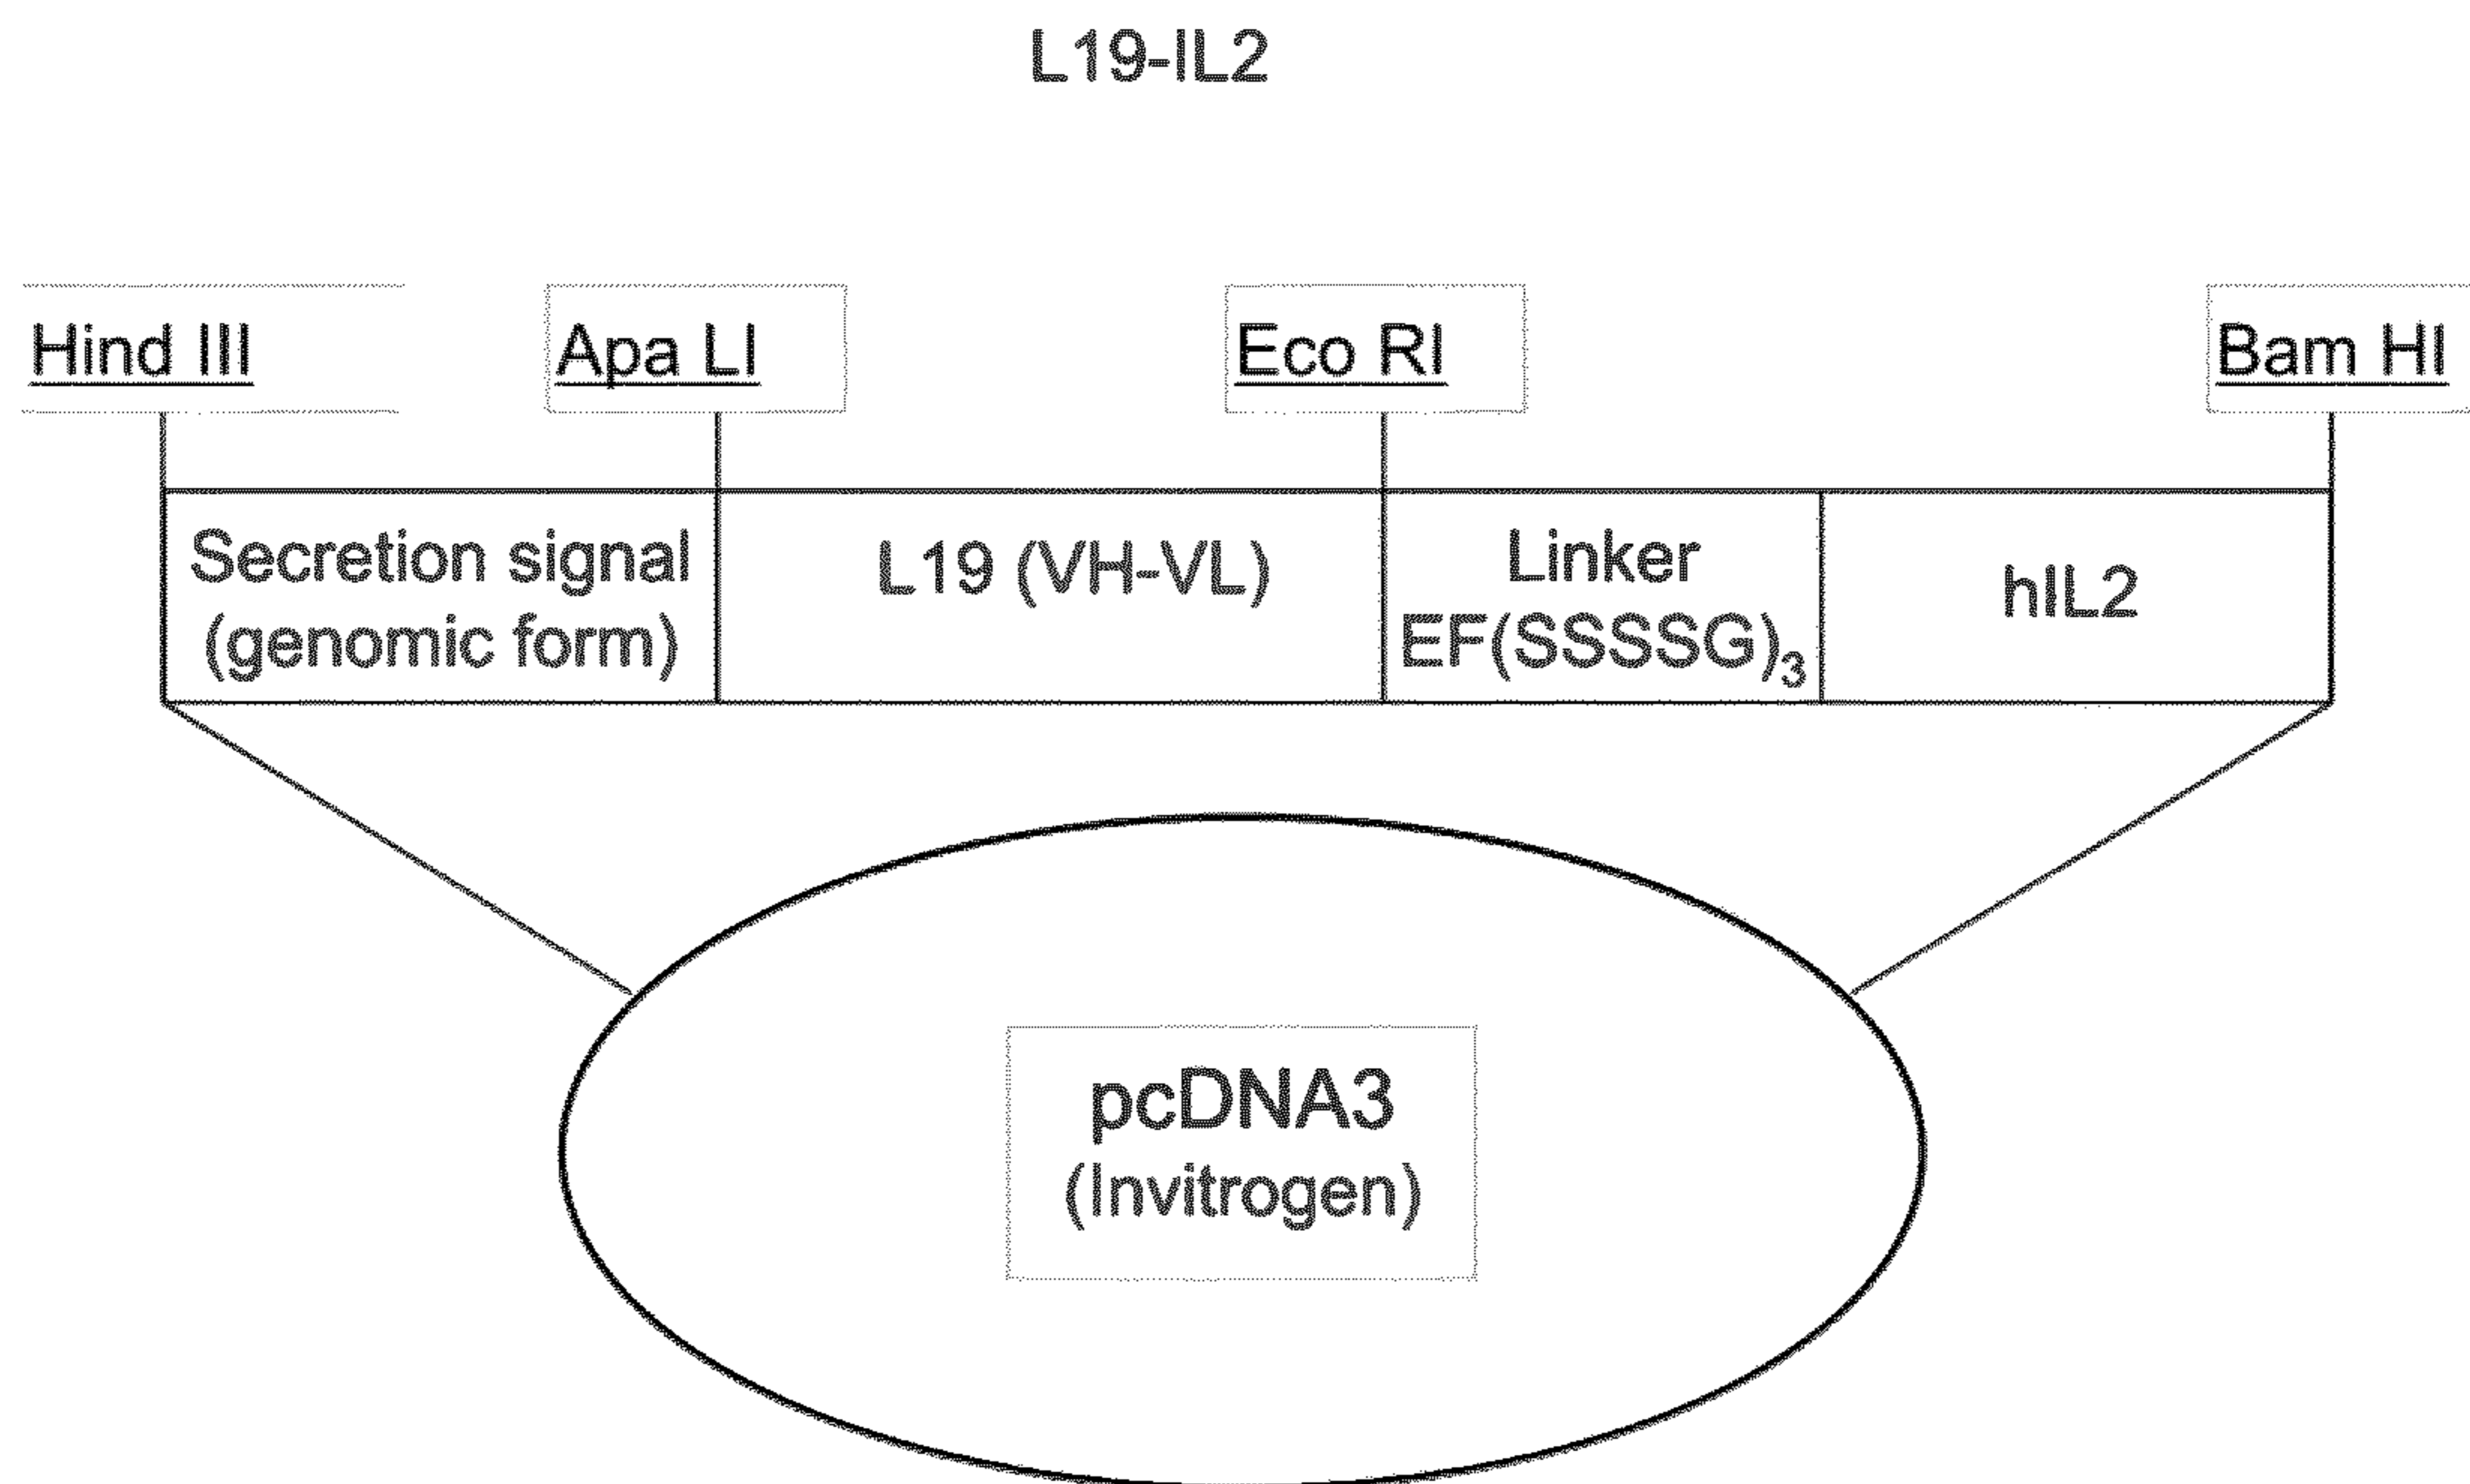 L19-IL2
Hind III
Apa LI
Eco RI
Bam HI
Secretion signal
(genomic form)
L19 (VH-VL)
Linker
EF(SSSSG)₃
hIL2
pcDNA3
(Invitrogen)